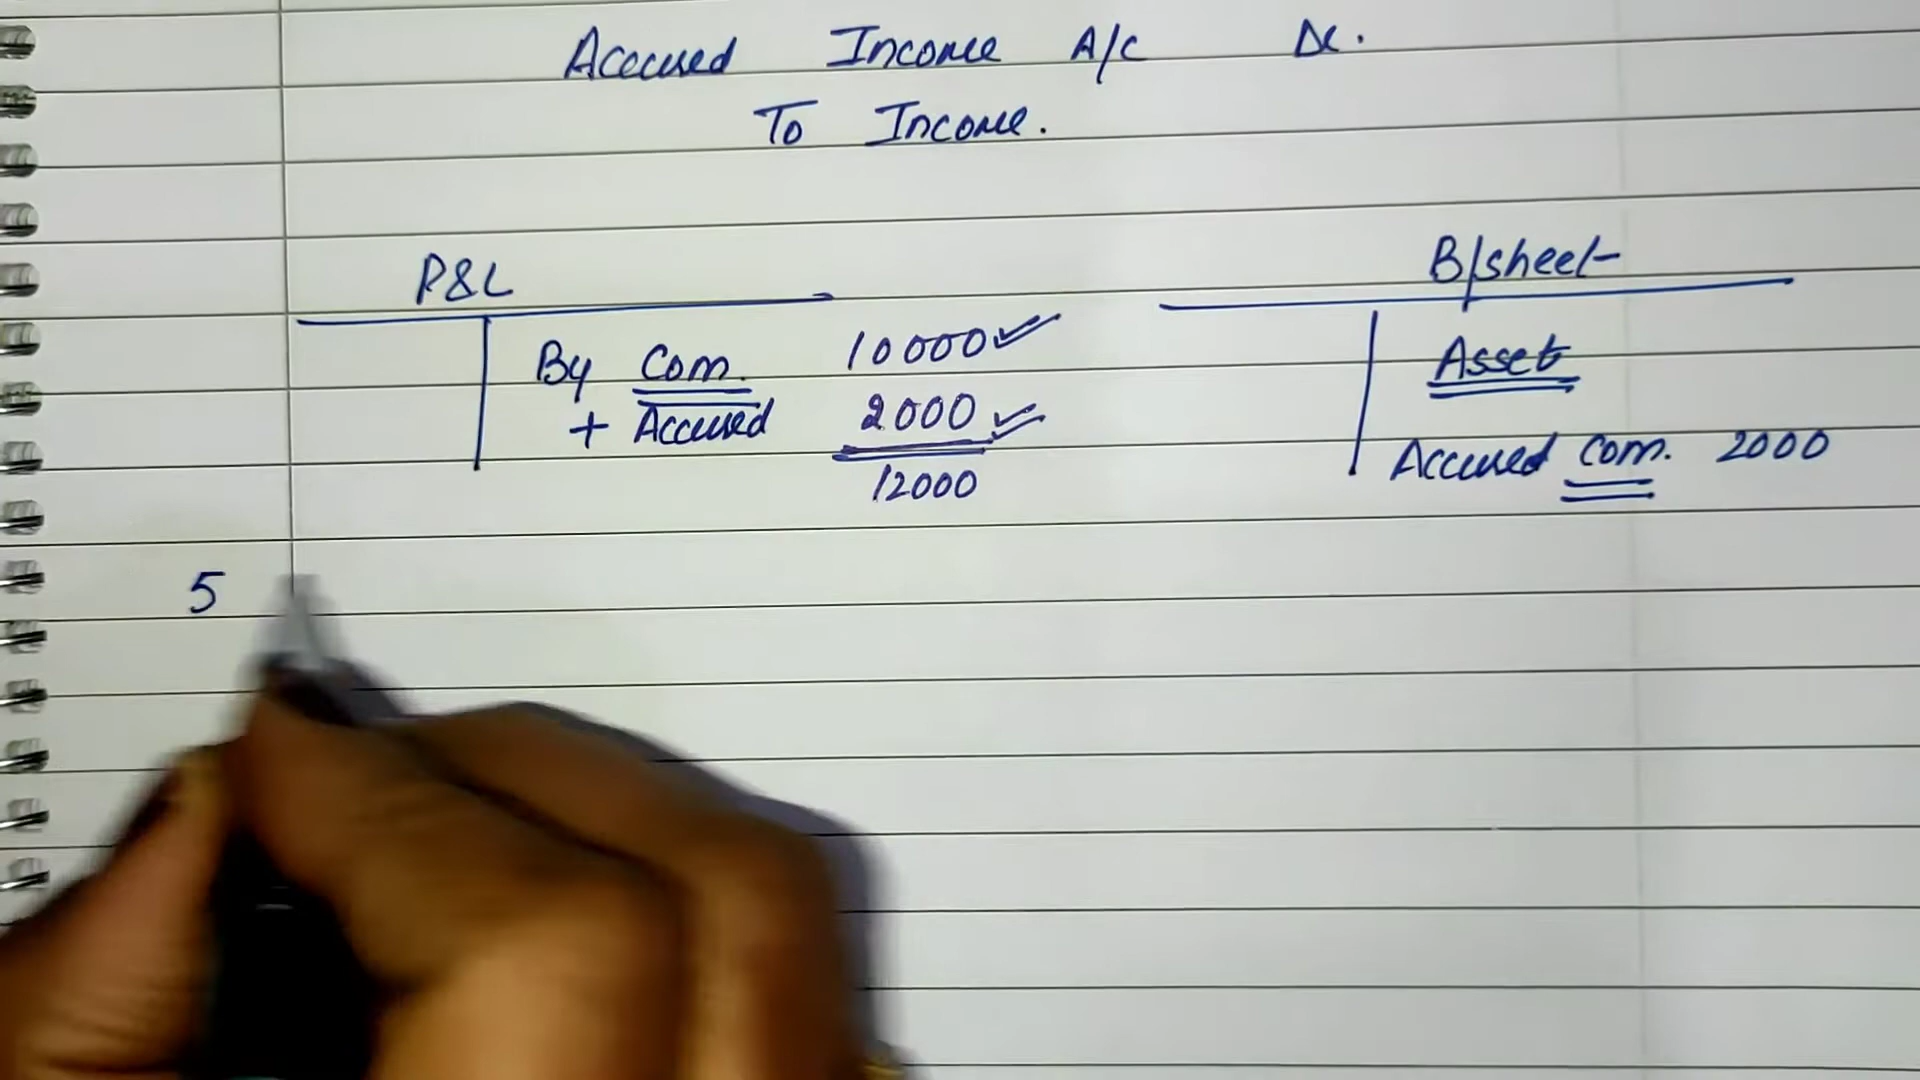 Accrued Income A/C Dr.
To Income.
P&L
By Com. 10000
+ Accrued 2000
12000
B/sheet
Asset
Accrued Com. 2000
5